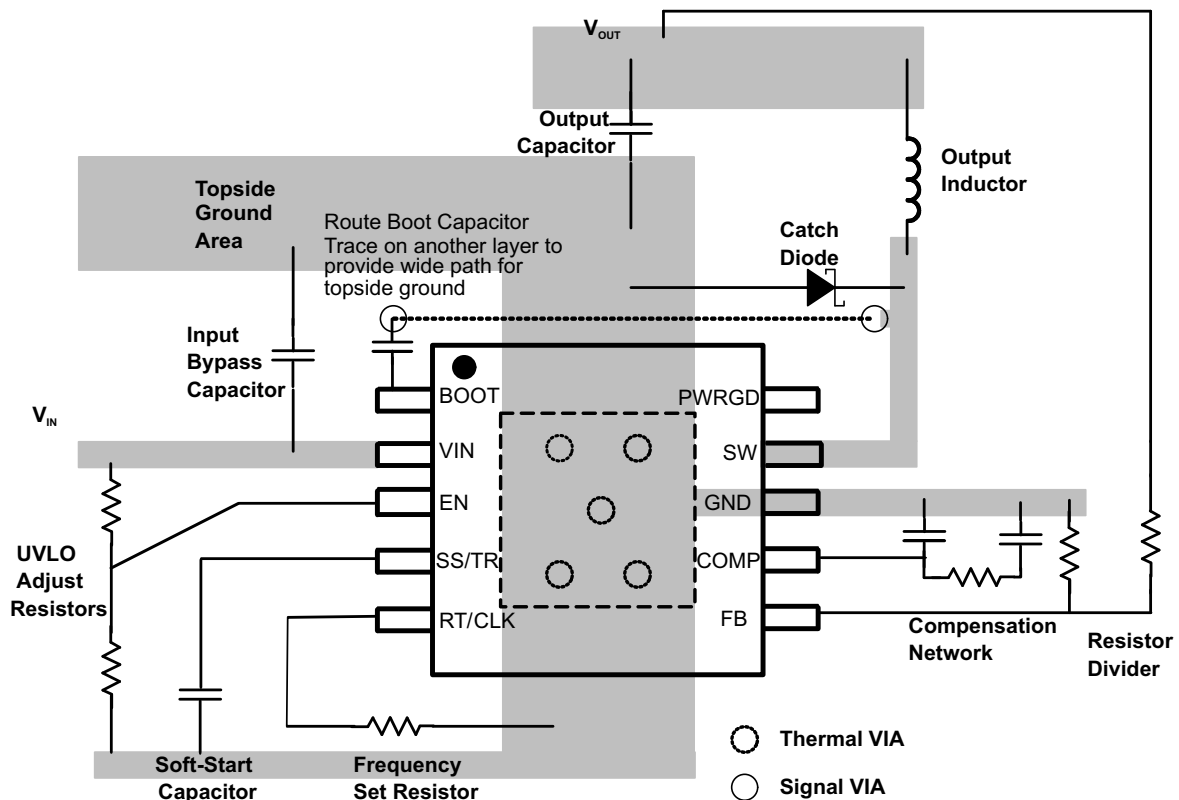 VOUT
Output
Capacitor
Output
Inductor
Topside
Ground
Area
Route Boot Capacitor
Trace on another layer to
provide wide path for
topside ground
Catch
Diode
Input
Bypass
Capacitor
VIN
BOOT
VIN
EN
SS/TR
RT/CLK
PWRGD
SW
GND
COMP
FB
UVLO
Adjust
Resistors
Compensation
Network
Resistor
Divider
Soft-Start
Capacitor
Frequency
Set Resistor
Thermal VIA
Signal VIA